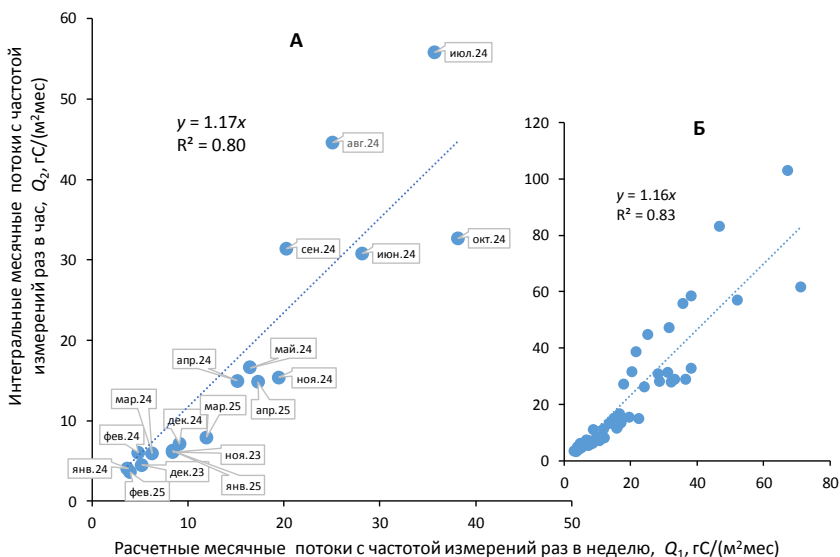 Интегральные месячные потоки с частотой
измерений раз в час, Q₂, гС/(м²мес)
60
50
40
30
20
10
0
А
y = 1.17x
R² = 0.80
июл.24
авг.24
сен.24
июн.24
окт.24
апр.24
май.24
ноя.24
апр.25
мар.24
дек.24
мар.25
фев.24
ноя.23
янв.24
дек.23
янв.25
фев.25
0
10
20
30
40
50
Б
y = 1.16x
R² = 0.83
120
100
80
60
40
20
0
0
20
40
60
80
Расчетные месячные потоки с частотой измерений раз в неделю, Q₁, гС/(м²мес)